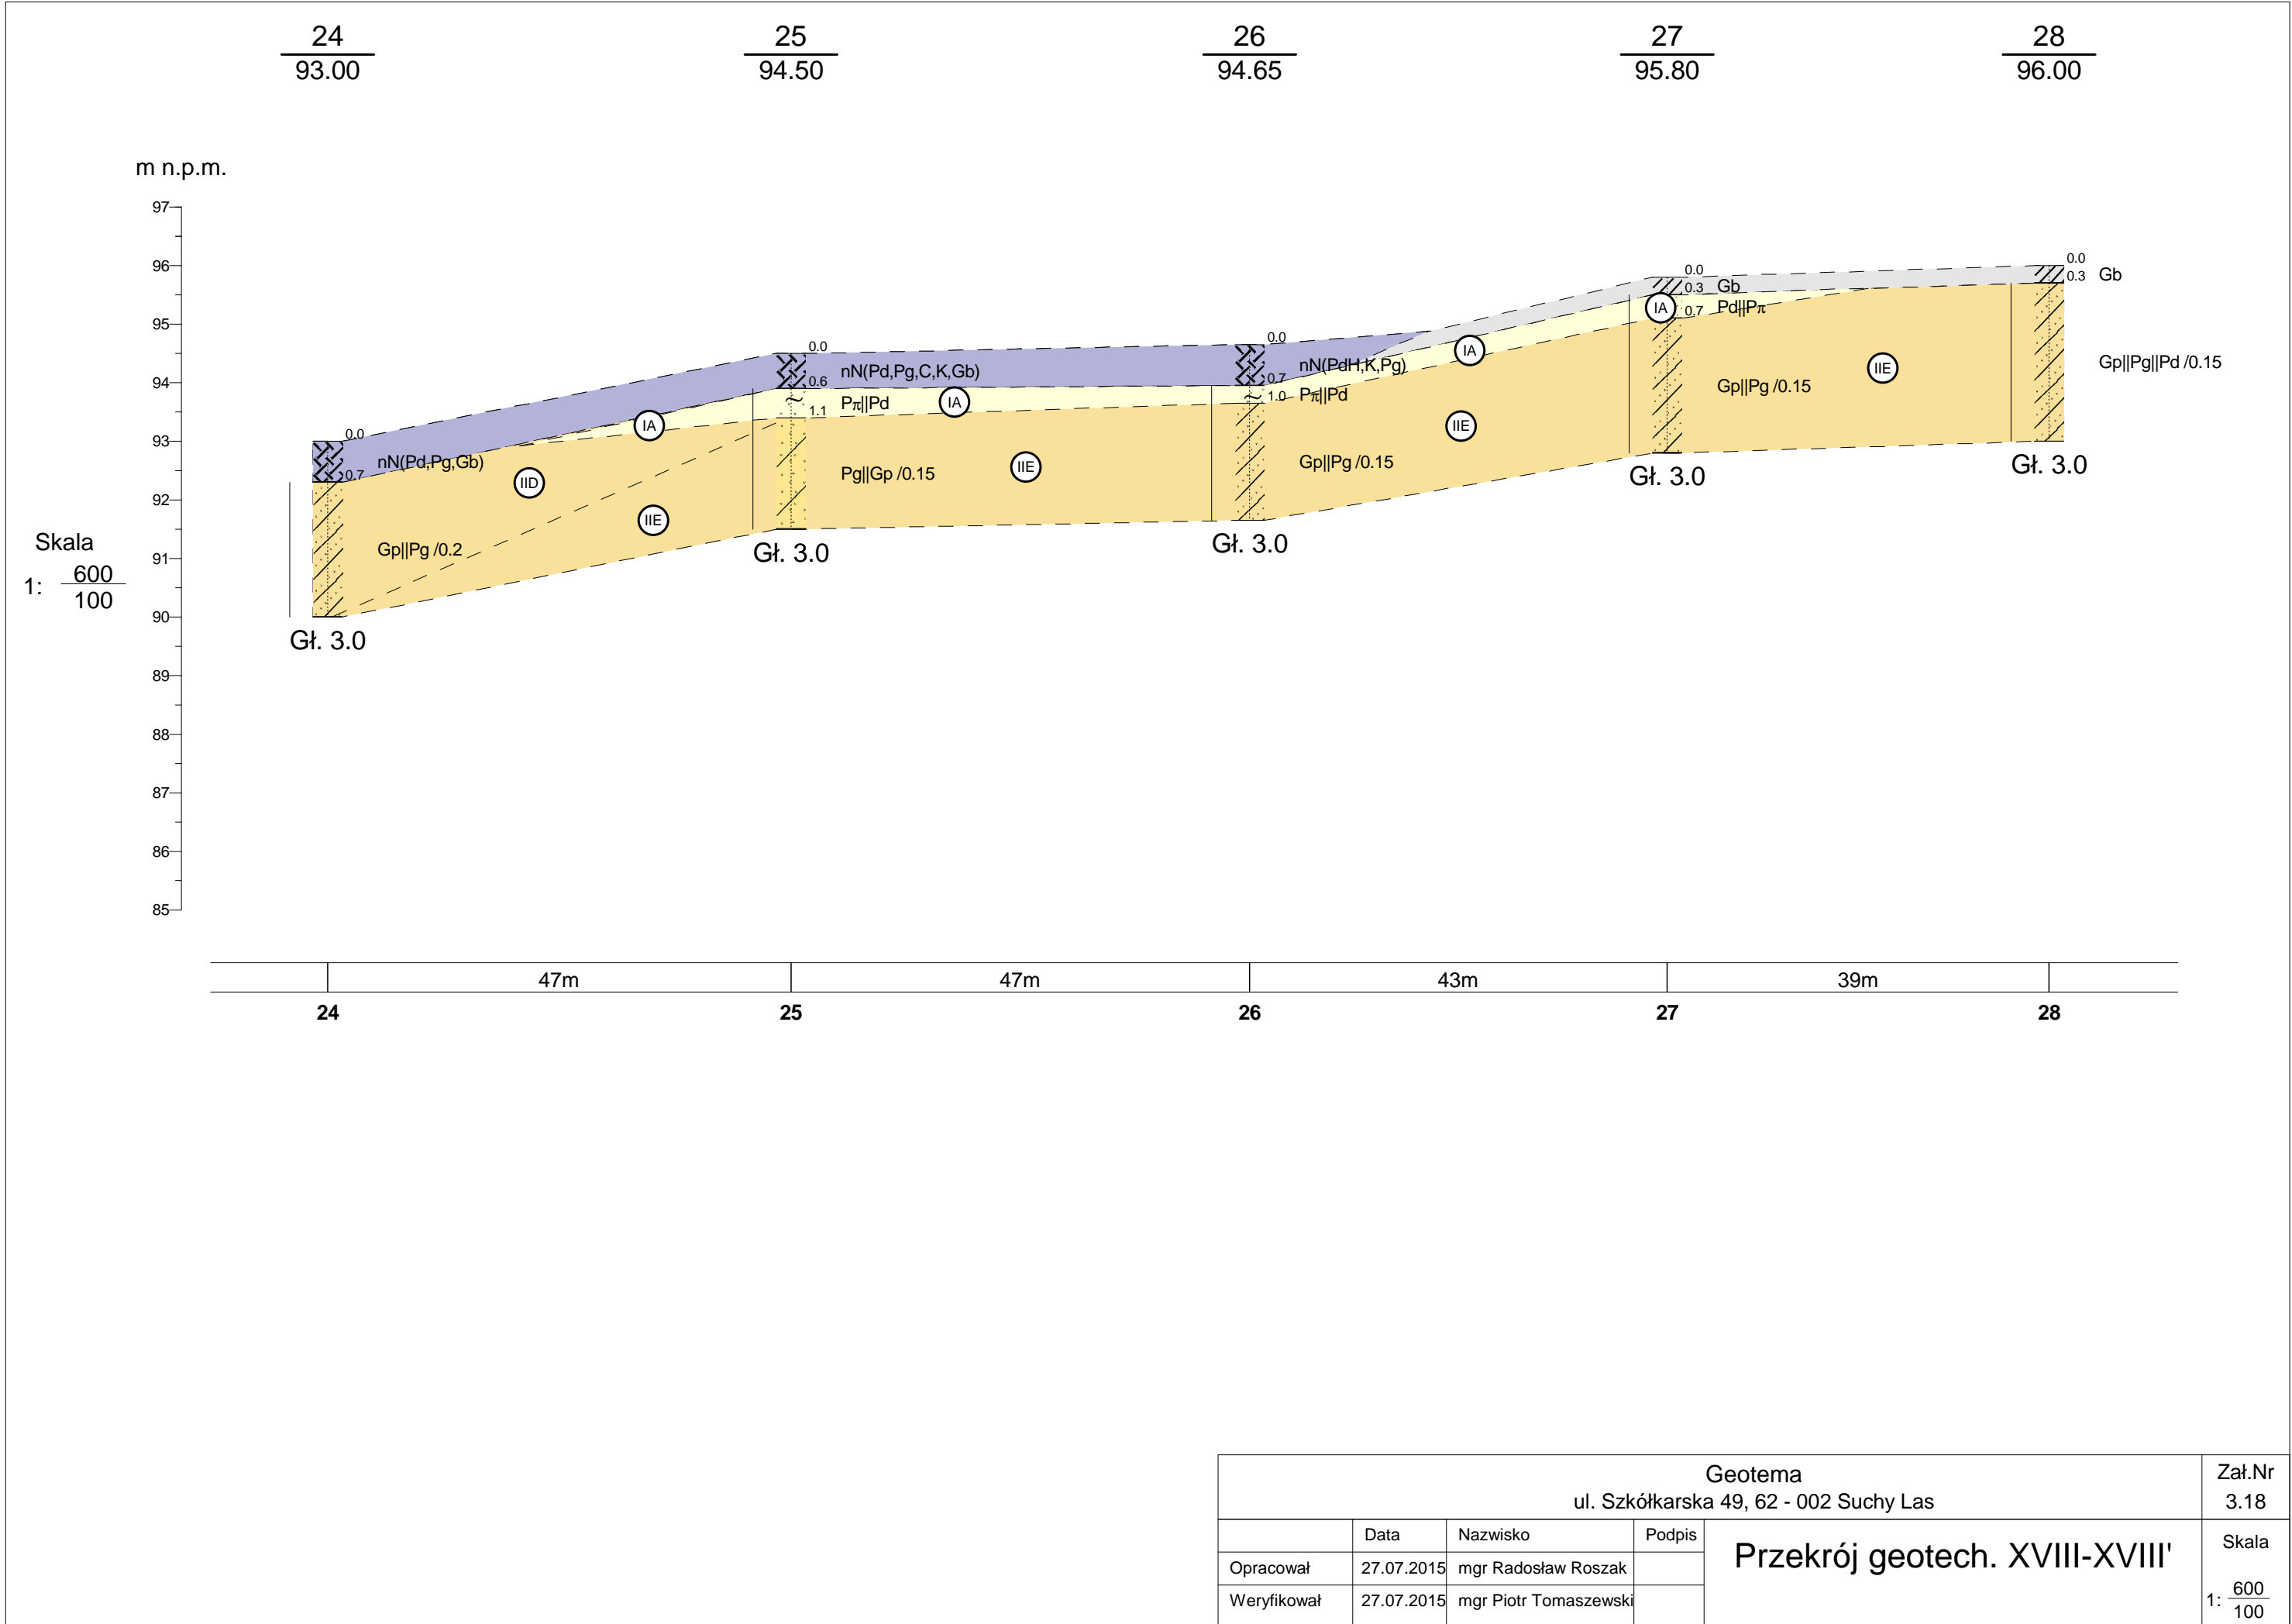 24 25 26 27 28
93.00 94.50 94.65 95.80 96.00
m n.p.m.
97
96
95
94
93
92
91
90
89
88
87
86
85
Skala
1: 600
100
0.0
0.7
nN(Pd,Pg,Gb)
Gp||Pg /0.2
Gł. 3.0
IID
IA
IIE
0.0
0.6
1.1
nN(Pd,Pg,C,K,Gb)
Pπ||Pd
Pg||Gp /0.15
Gł. 3.0
IA
IIE
0.0
0.7
1.0
nN(PdH,K,Pg)
Pπ||Pd
Gp||Pg /0.15
Gł. 3.0
IA
IIE
0.0
0.3
0.7
Gb
IA
Pd||Pπ
Gp||Pg /0.15
Gł. 3.0
IIE
0.0
0.3
Gb
Gp||Pg||Pd /0.15
Gł. 3.0
47m 47m 43m 39m
24 25 26 27 28
Geotema
ul. Szkółkarska 49, 62 - 002 Suchy Las
Zał.Nr
3.18
Data Nazwisko Podpis
Opracował 27.07.2015 mgr Radosław Roszak
Weryfikował 27.07.2015 mgr Piotr Tomaszewski
Przekrój geotech. XVIII-XVIII'
Skala
1: 600
100